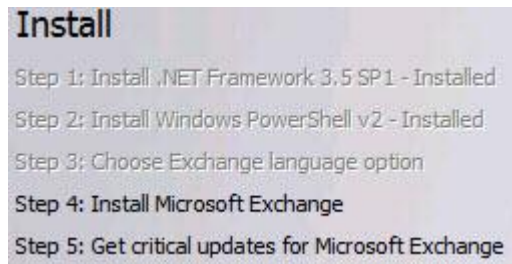 Install
Step 1: Install .NET Framework 3.5 SP1 - Installed
Step 2: Install Windows PowerShell v2 - Installed
Step 3: Choose Exchange language option
Step 4: Install Microsoft Exchange
Step 5: Get critical updates for Microsoft Exchange